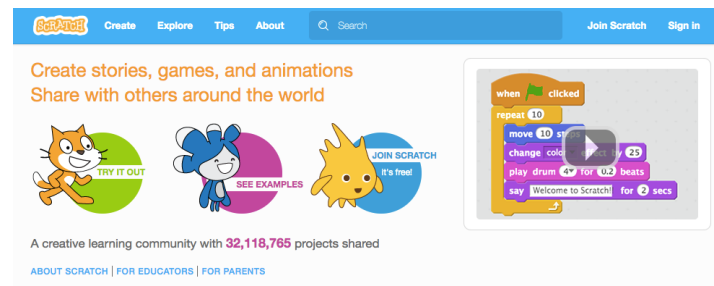 SCRATCH Create Explore Tips About Search Join Scratch Sign in
Create stories, games, and animations
Share with others around the world
TRY IT OUT
SEE EXAMPLES
JOIN SCRATCH
it's free!
A creative learning community with 32,118,765 projects shared
ABOUT SCRATCH | FOR EDUCATORS | FOR PARENTS
when clicked
repeat 10
move 10 steps
change color effect by 25
play drum 4 for 0.2 beats
say Welcome to Scratch! for 2 secs